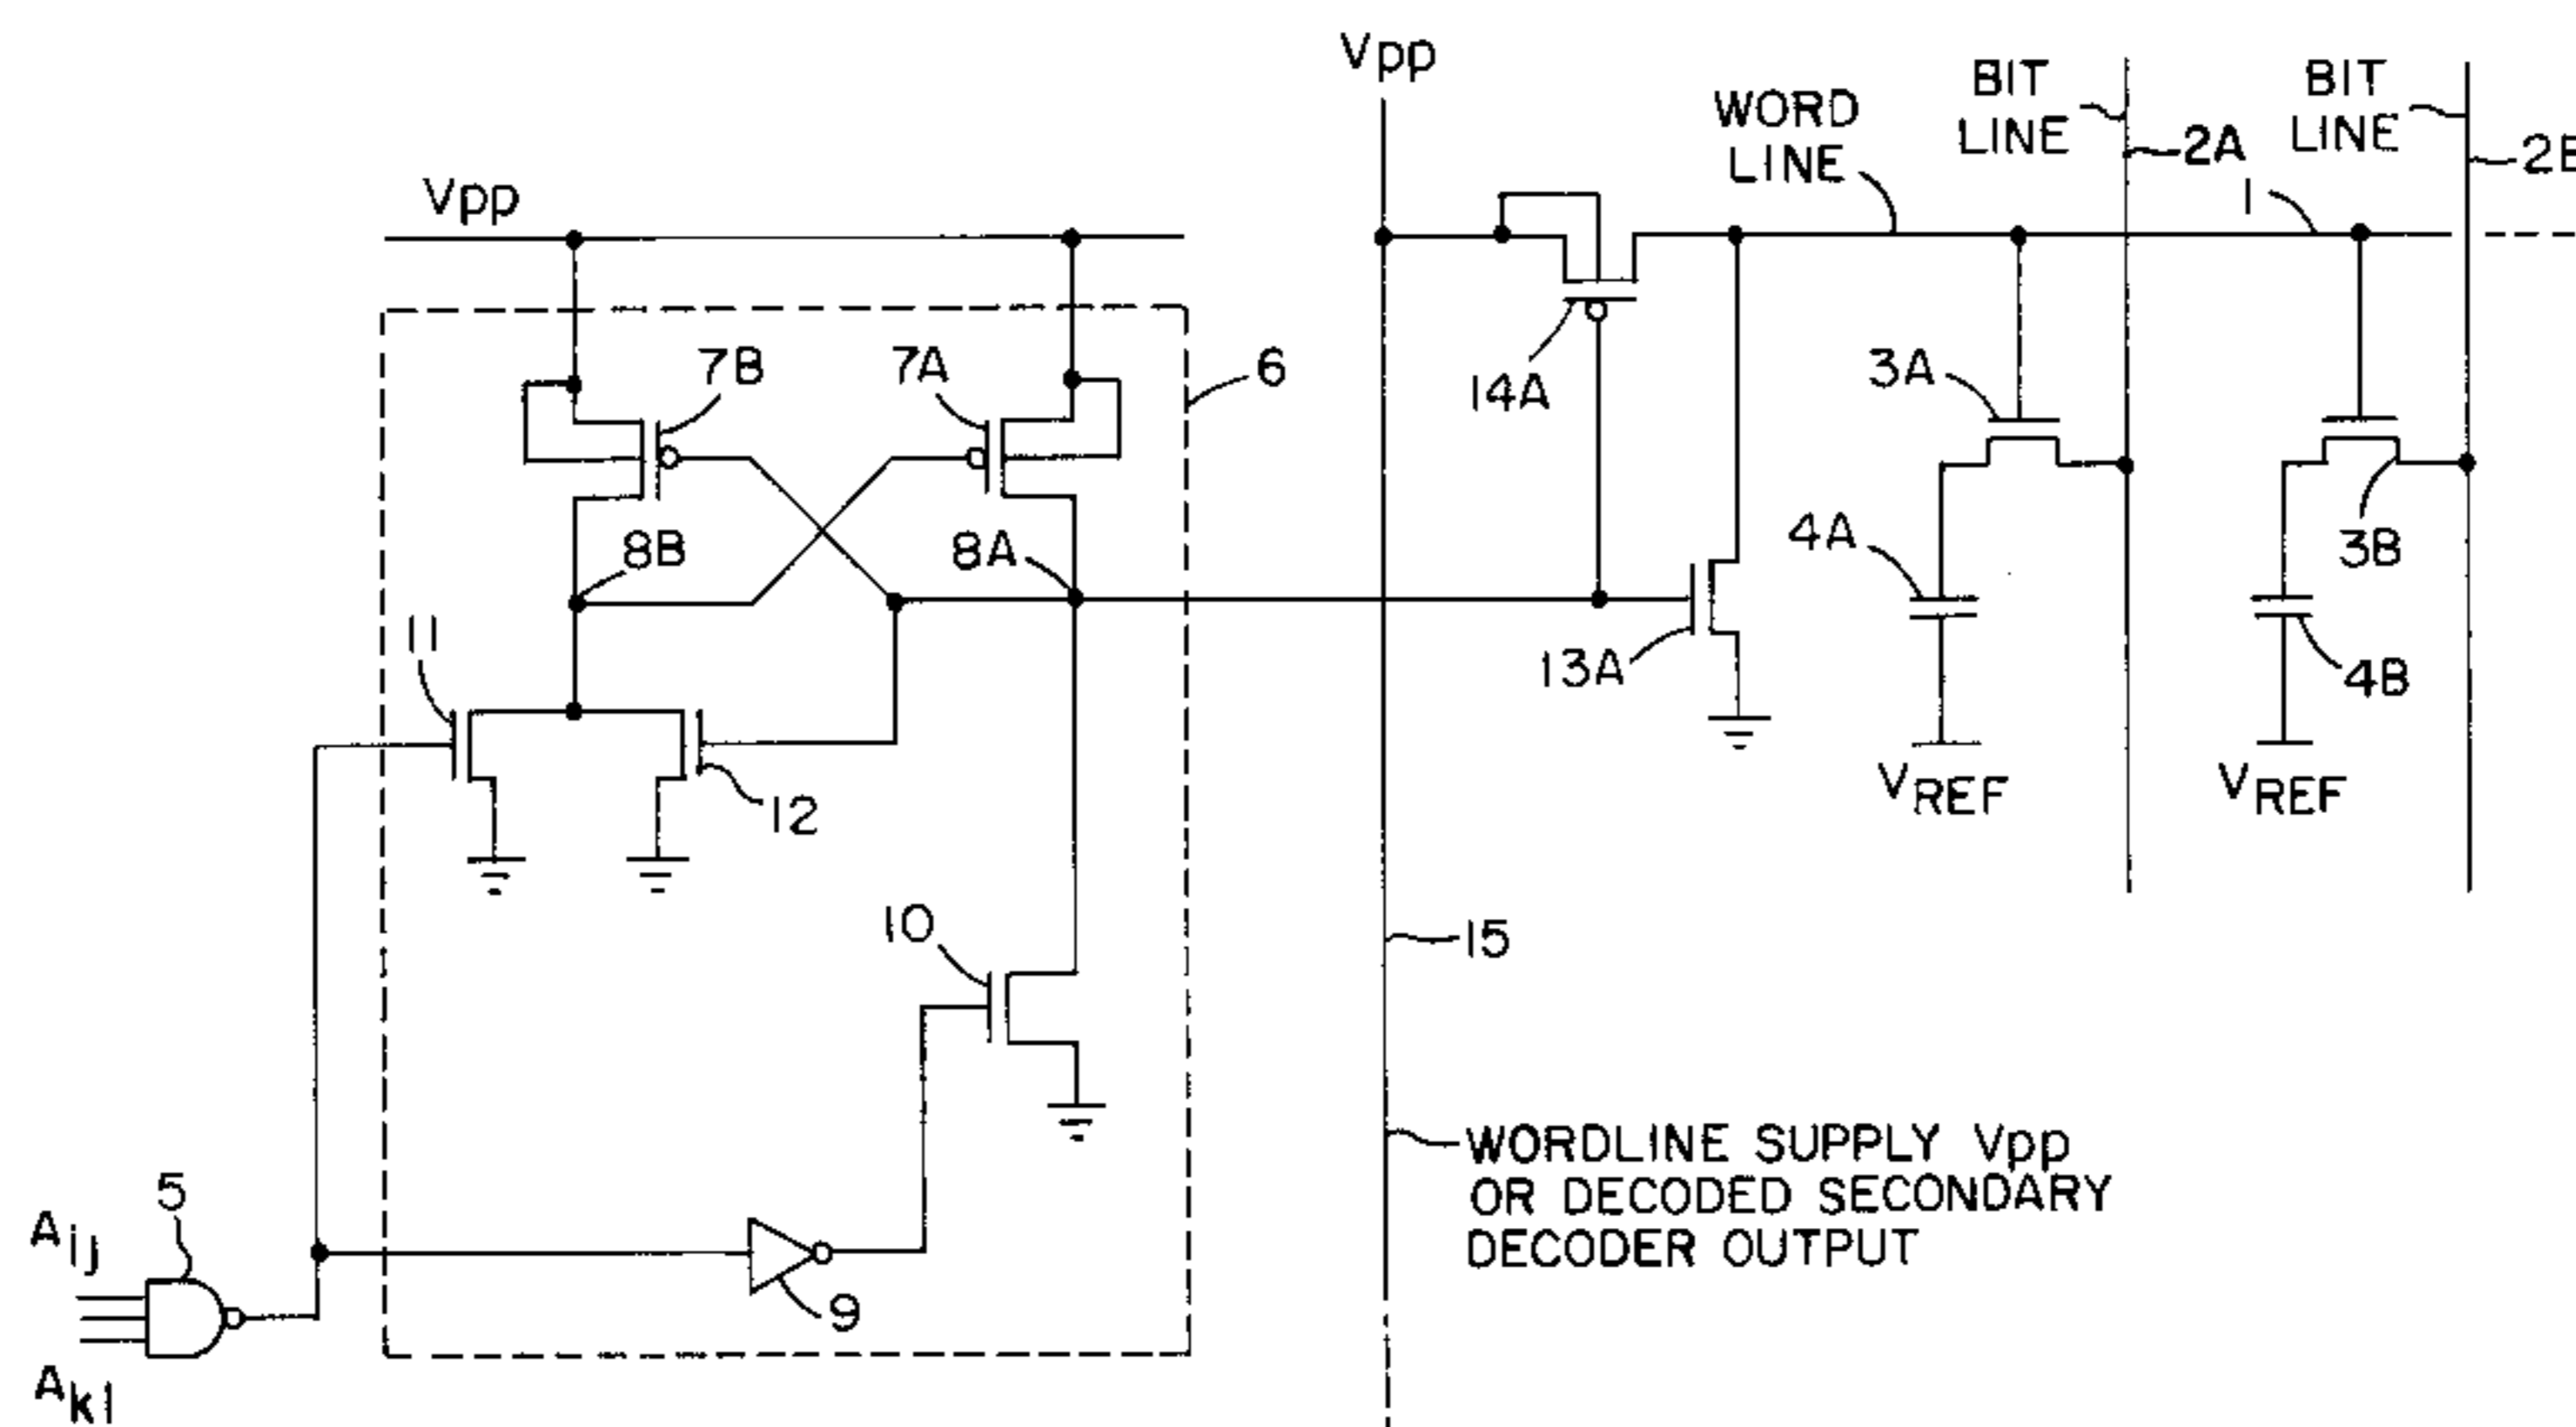 Vpp
WORD
LINE
BIT
LINE
2A
BIT
LINE
1
Vpp
7B
7A
6
14A
3A
3B
8B
8A
4A
4B
11
13A
12
VREF
VREF
10
15
5
Aij
Akl
9
WORDLINE SUPPLY Vpp
OR DECODED SECONDARY
DECODER OUTPUT